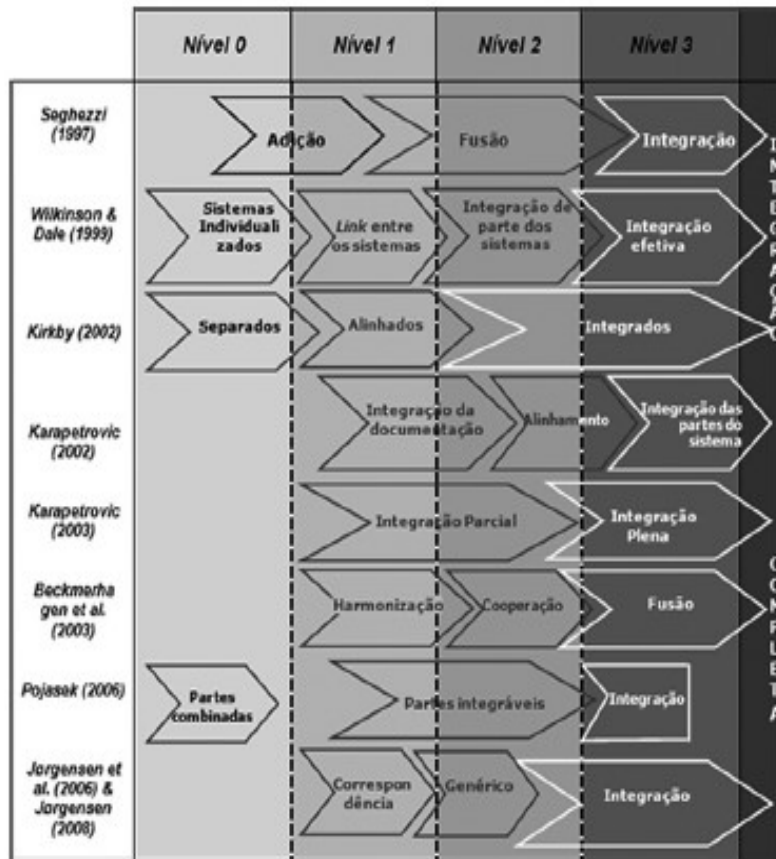 Nível 0 Nível 1 Nível 2 Nível 3
Seghezzi
(1997)
Adição Fusão Integração
Wilkinson &
Dale (1999)
Sistemas
Individuali
zados
Link entre
os sistemas
Integração de
parte dos
sistemas
Integração
efetiva
Kirkby (2002)
Separados Alinhados Integrados
Karapetrovic
(2002)
Integração da
documentação
Alinhamento
Integração das
partes do
sistema
Karapetrovic
(2003)
Integração Parcial
Integração
Plena
Beckmerha
gen et al.
(2003)
Harmonização Cooperação Fusão
Pojasek (2006)
Partes
combinadas
Partes integráveis
Integração
Jørgensen et
al. (2006) &
Jørgensen
(2008)
Correspon
dência
Genérico
Integração